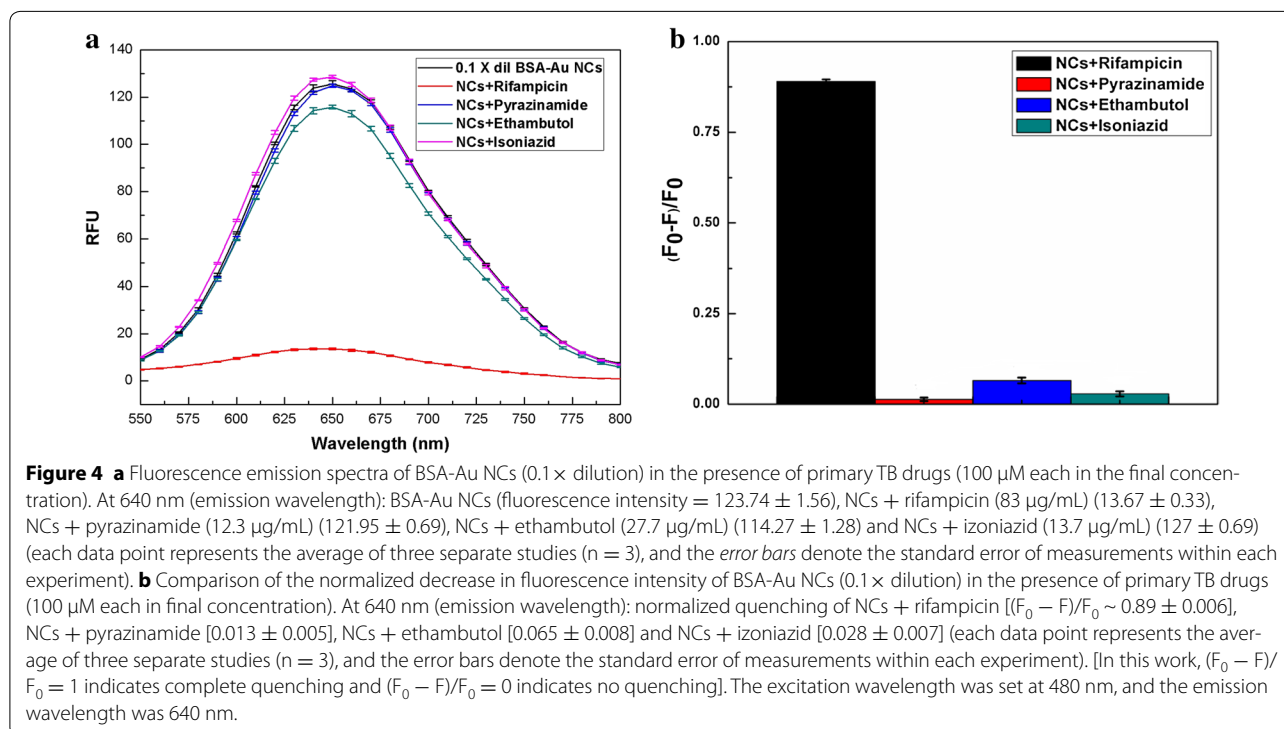 a
140
120
100
80
60
40
20
0
RFU
0.1 X dil BSA-Au NCs
NCs+Rifampicin
NCs+Pyrazinamide
NCs+Ethambutol
NCs+Isoniazid
550 575 600 625 650 675 700 725 750 775 800
Wavelength (nm)
b
1.00
0.75
0.50
0.25
0.00
(F0-F)/F0
NCs+Rifampicin
NCs+Pyrazinamide
NCs+Ethambutol
NCs+Isoniazid
Figure 4 a Fluorescence emission spectra of BSA-Au NCs (0.1× dilution) in the presence of primary TB drugs (100 μM each in the final concen-
tration). At 640 nm (emission wavelength): BSA-Au NCs (fluorescence intensity = 123.74 ± 1.56), NCs + rifampicin (83 μg/mL) (13.67 ± 0.33),
NCs + pyrazinamide (12.3 μg/mL) (121.95 ± 0.69), NCs + ethambutol (27.7 μg/mL) (114.27 ± 1.28) and NCs + izoniazid (13.7 μg/mL) (127 ± 0.69)
(each data point represents the average of three separate studies (n = 3), and the error bars denote the standard error of measurements within each
experiment). b Comparison of the normalized decrease in fluorescence intensity of BSA-Au NCs (0.1× dilution) in the presence of primary TB drugs
(100 μM each in final concentration). At 640 nm (emission wavelength): normalized quenching of NCs + rifampicin [(F0 − F)/F0 ~ 0.89 ± 0.006],
NCs + pyrazinamide [0.013 ± 0.005], NCs + ethambutol [0.065 ± 0.008] and NCs + izoniazid [0.028 ± 0.007] (each data point represents the aver-
age of three separate studies (n = 3), and the error bars denote the standard error of measurements within each experiment). [In this work, (F0 − F)/
F0 = 1 indicates complete quenching and (F0 − F)/F0 = 0 indicates no quenching]. The excitation wavelength was set at 480 nm, and the emission
wavelength was 640 nm.